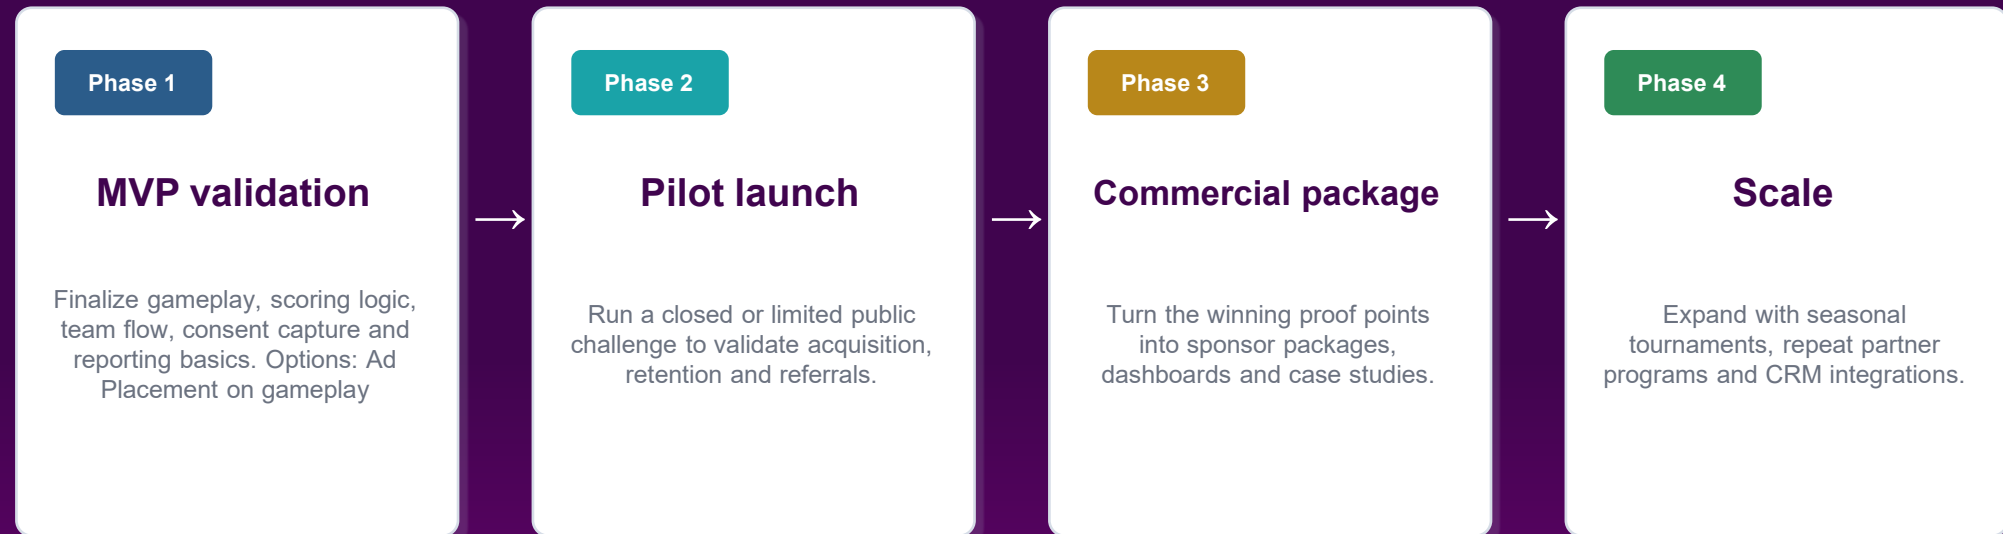 Phase 1
MVP validation
Finalize gameplay, scoring logic,
team flow, consent capture and
reporting basics. Options: Ad
Placement on gameplay
→
Phase 2
Pilot launch
Run a closed or limited public
challenge to validate acquisition,
retention and referrals.
→
Phase 3
Commercial package
Turn the winning proof points
into sponsor packages,
dashboards and case studies.
→
Phase 4
Scale
Expand with seasonal
tournaments, repeat partner
programs and CRM integrations.